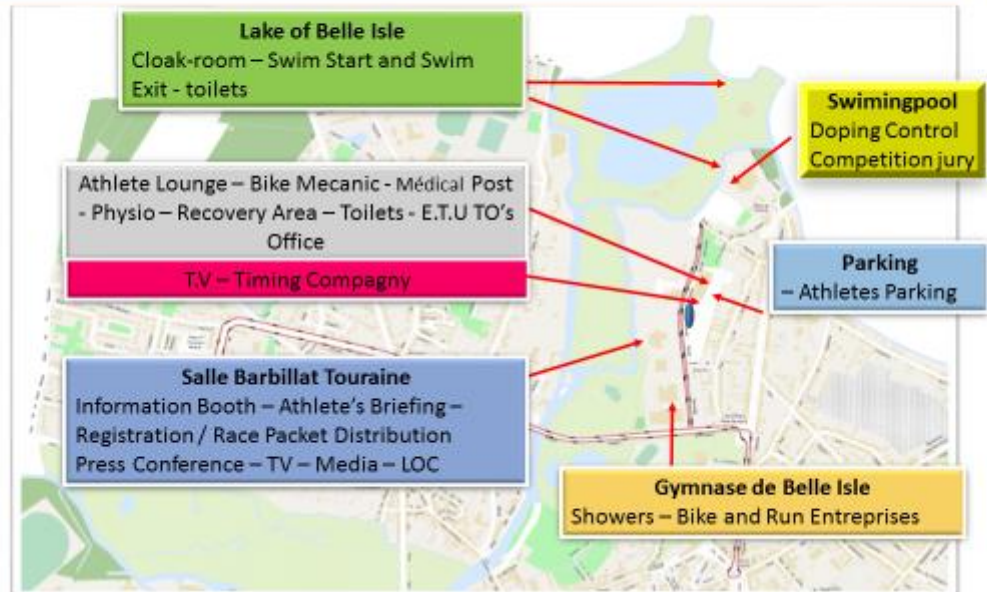 Lake of Belle Isle
Cloak-room – Swim Start and Swim
Exit - toilets
Swimingpool
Doping Control
Competition jury
Athlete Lounge – Bike Mecanic - Médical Post
- Physio – Recovery Area – Toilets - E.T.U TO's
Office
T.V – Timing Compagny
Parking
– Athletes Parking
Salle Barbillat Touraine
Information Booth – Athlete's Briefing –
Registration / Race Packet Distribution
Press Conference – TV – Media – LOC
Gymnase de Belle Isle
Showers – Bike and Run Entreprises